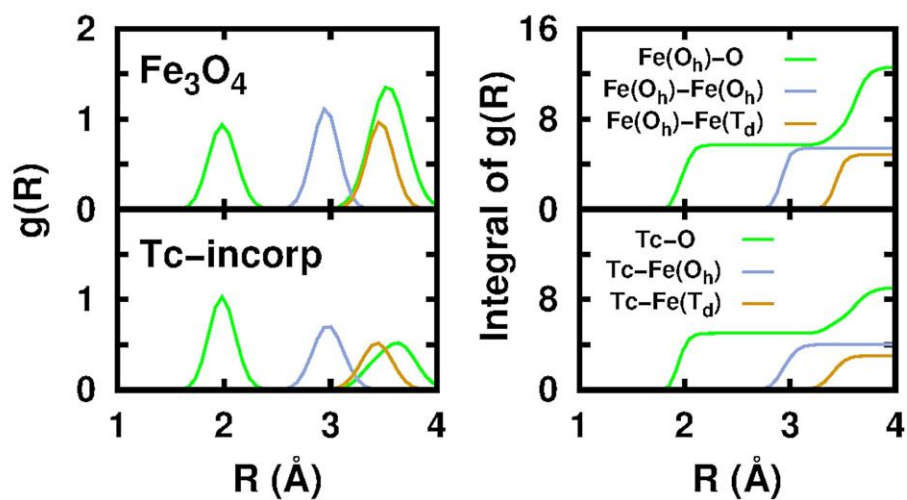 2
Fe₃O₄
1
0
Tc−incorp
1
0
1 2 3 4
g(R)
R (Å)
16
Fe(Oₕ)−O
Fe(Oₕ)−Fe(Oₕ)
Fe(Oₕ)−Fe(T_d)
8
0
Tc−O
Tc−Fe(Oₕ)
Tc−Fe(T_d)
8
0
1 2 3 4
Integral of g(R)
R (Å)